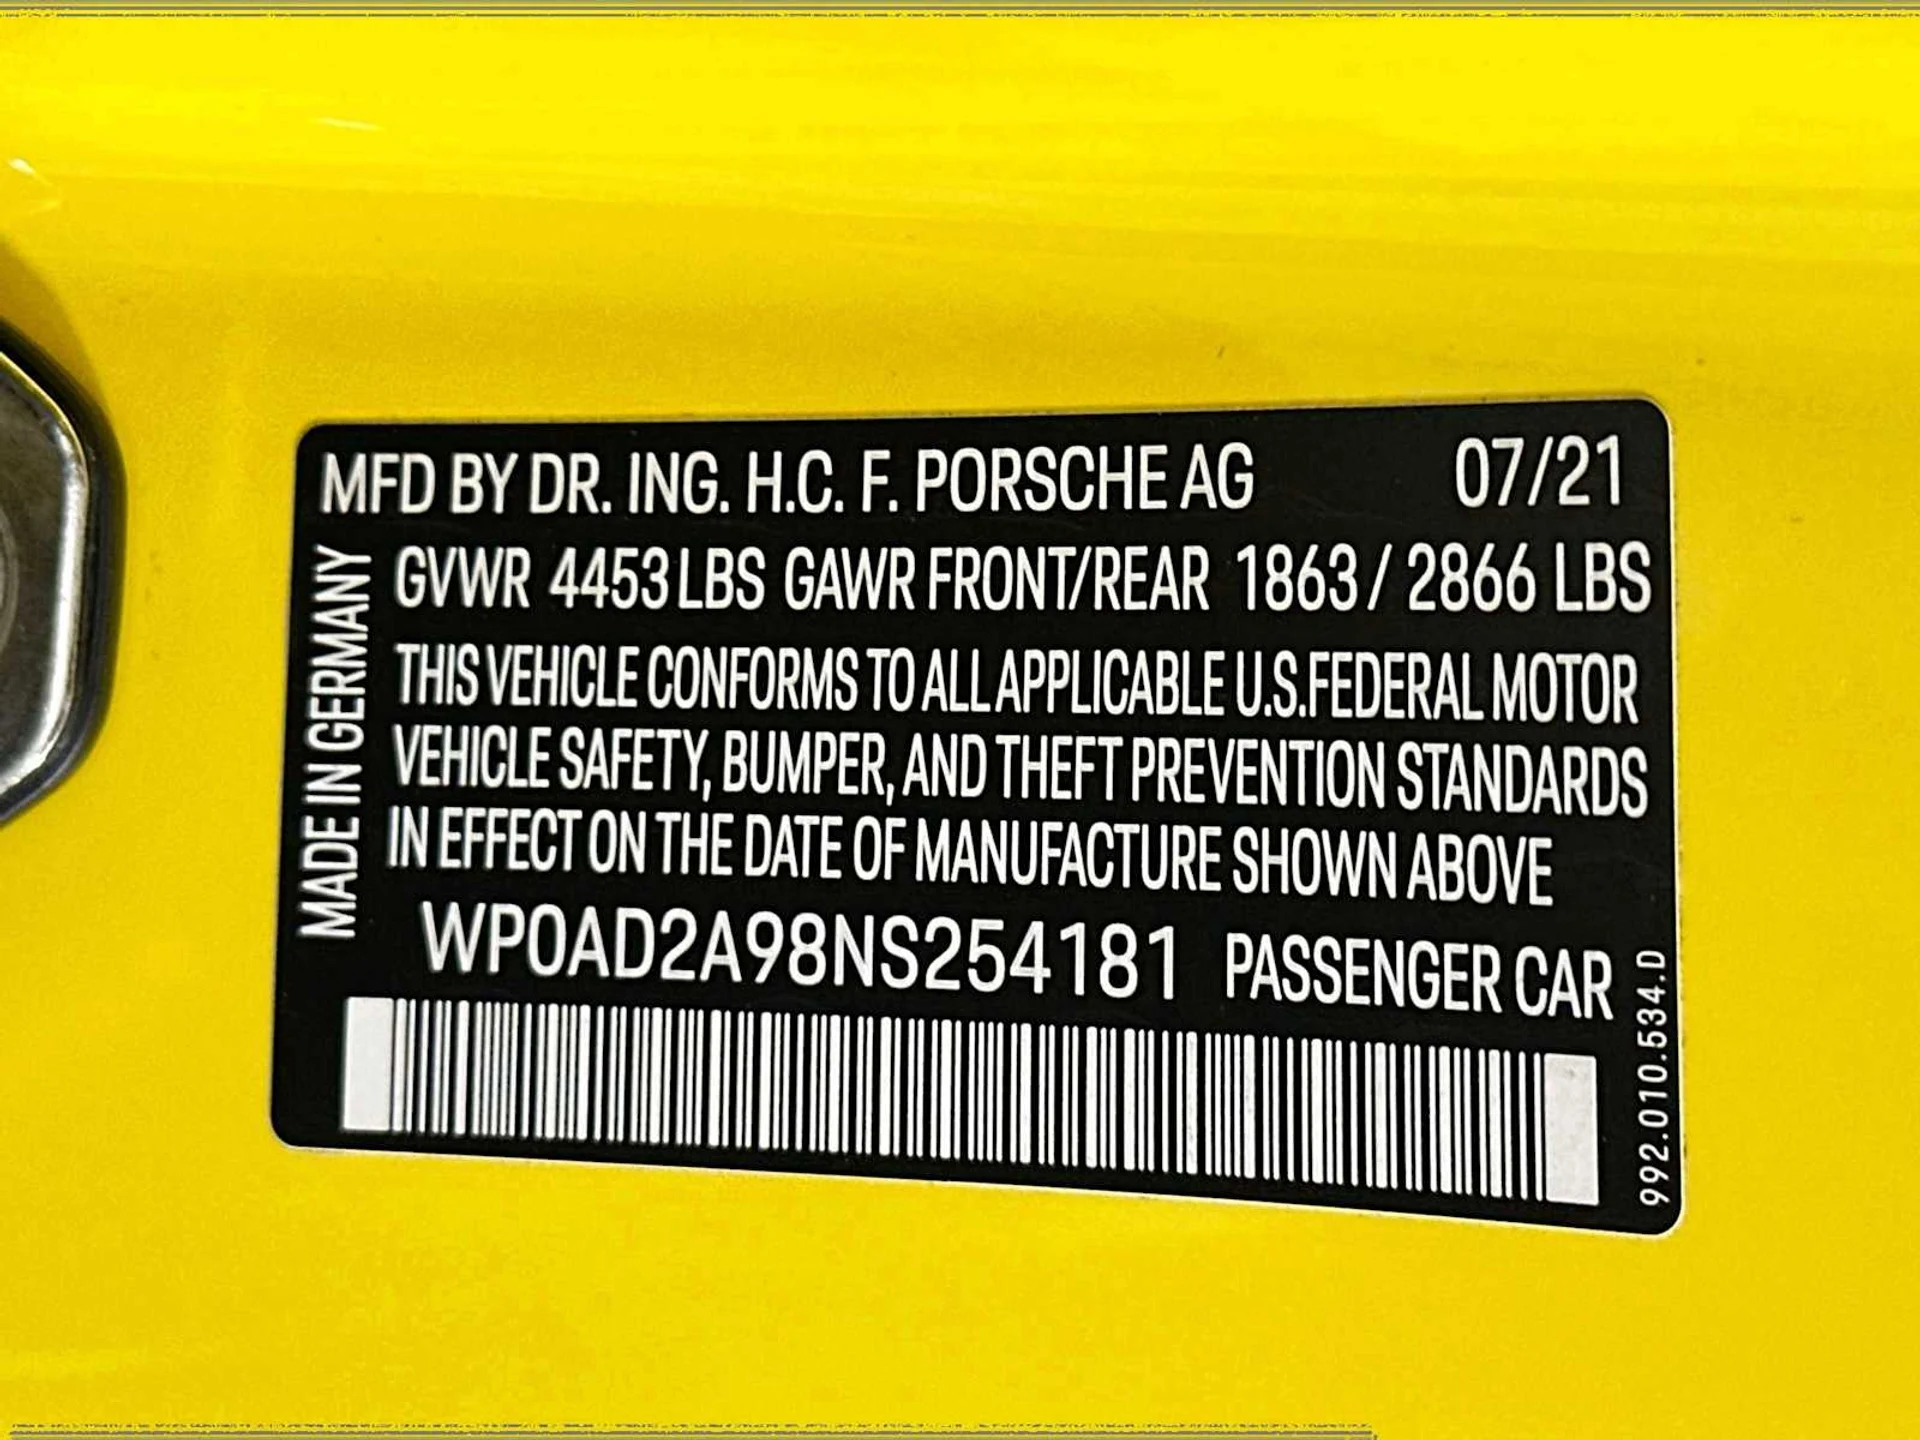 MFD BY DR. ING. H.C. F. PORSCHE AG 07/21
GVWR 4453 LBS GAWR FRONT/REAR 1863 / 2866 LBS
THIS VEHICLE CONFORMS TO ALL APPLICABLE U.S.FEDERAL MOTOR
VEHICLE SAFETY, BUMPER, AND THEFT PREVENTION STANDARDS
IN EFFECT ON THE DATE OF MANUFACTURE SHOWN ABOVE
WP0AD2A98NS254181 PASSENGER CAR
MADE IN GERMANY
992.010.534.D